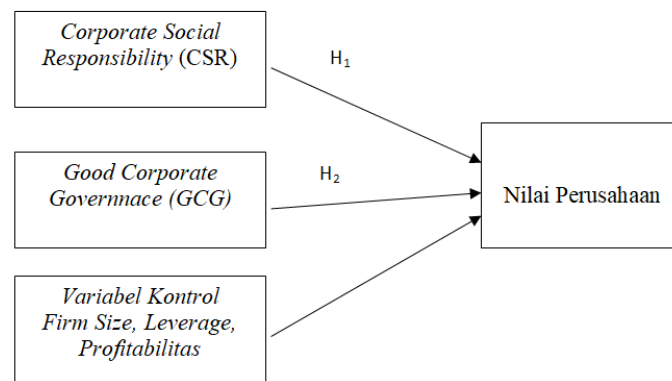 Corporate Social
Responsibility (CSR)
H₁
Good Corporate
Governnace (GCG)
H₂
Nilai Perusahaan
Variabel Kontrol
Firm Size, Leverage,
Profitabilitas